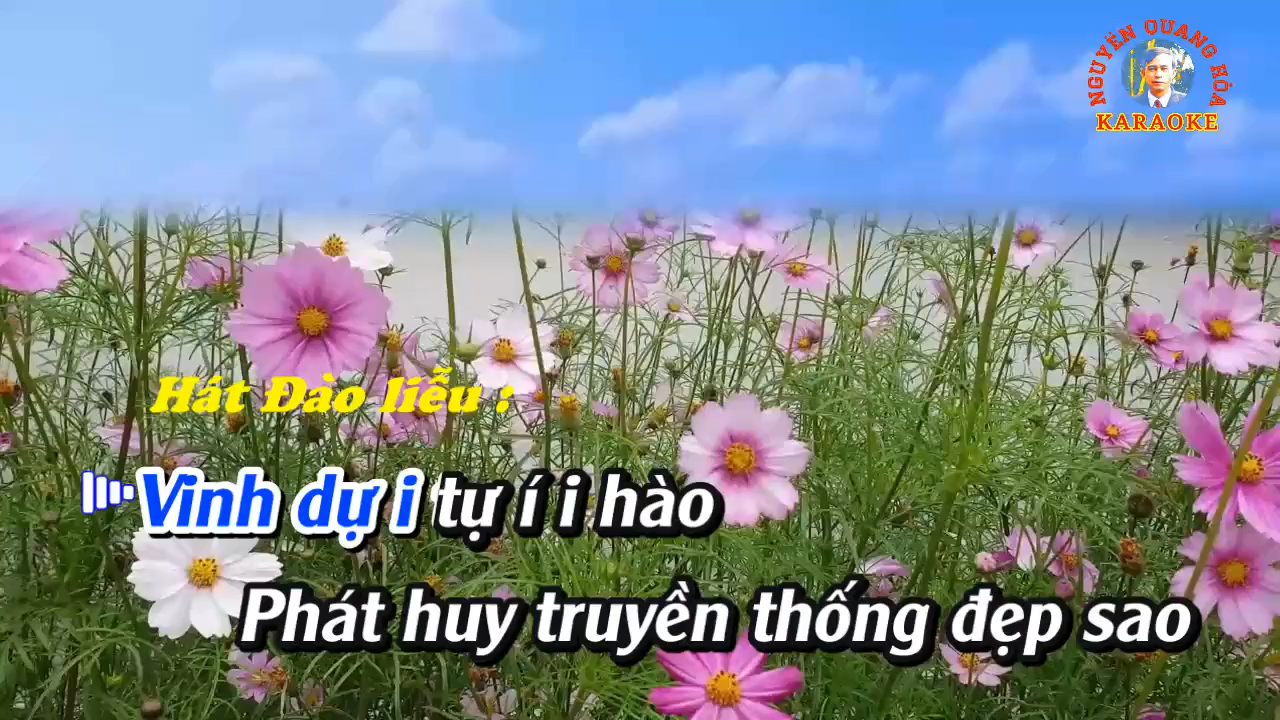 NGUYỄN QUANG HÒA
KARAOKE
Hát Đào liễu :
Vinh dự i tự í i hào
Phát huy truyền thống đẹp sao